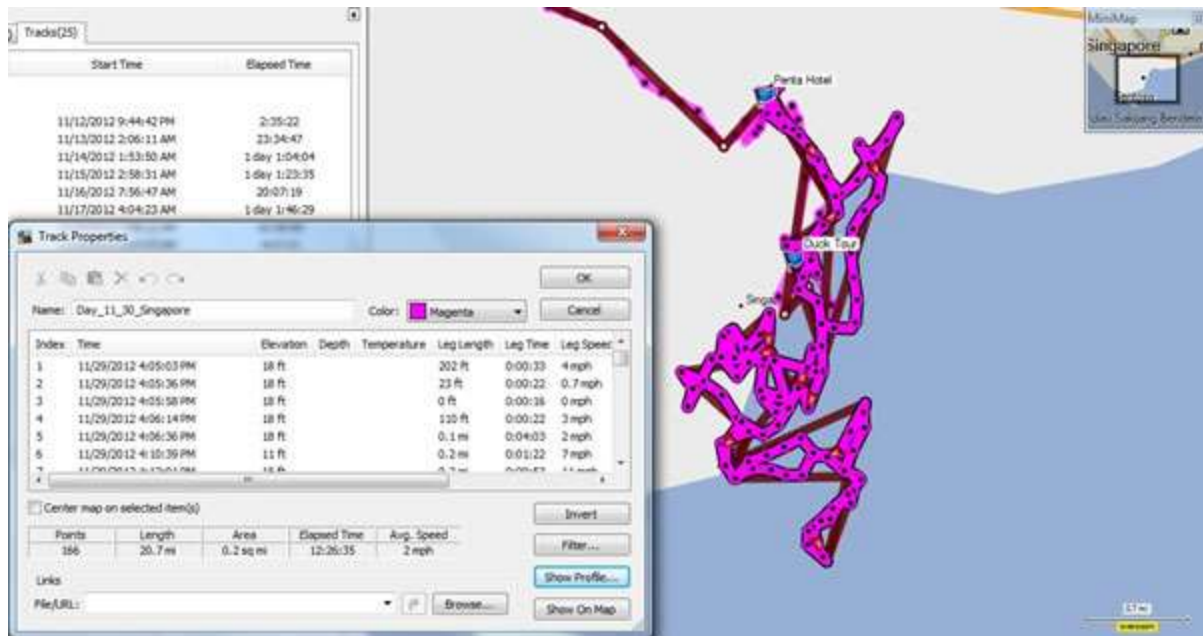 Tracks(25)
Start Time Elapsed Time
11/12/2012 9:44:42 PM 2:35:22
11/13/2012 2:06:11 AM 23:34:47
11/14/2012 1:53:50 AM 1 day 1:04:04
11/15/2012 2:58:31 AM 1 day 1:23:35
11/16/2012 7:56:47 AM 20:07:19
11/17/2012 4:04:23 AM 1 day 1:46:29
Track Properties
OK
Name: Day_11_30_Singapore Color: Magenta Cancel
Index Time Elevation Depth Temperature Leg Length Leg Time Leg Speed
1 11/29/2012 4:05:03 PM 18 ft 202 ft 0:00:33 4 mph
2 11/29/2012 4:05:36 PM 18 ft 23 ft 0:00:22 0.7 mph
3 11/29/2012 4:05:58 PM 18 ft 0 ft 0:00:16 0 mph
4 11/29/2012 4:06:14 PM 18 ft 110 ft 0:00:22 3 mph
5 11/29/2012 4:06:36 PM 18 ft 0.1 mi 0:04:03 2 mph
6 11/29/2012 4:10:39 PM 11 ft 0.2 mi 0:01:22 7 mph
Center map on selected item(s)
Invert
Points Length Area Elapsed Time Avg. Speed
166 20.7 mi 0.2 sq mi 12:26:35 2 mph
Filter...
Links
Show Profile...
File/URL: Browse... Show On Map
Penta Hotel
Duck Tour
Singa
MiniMap
Singapore